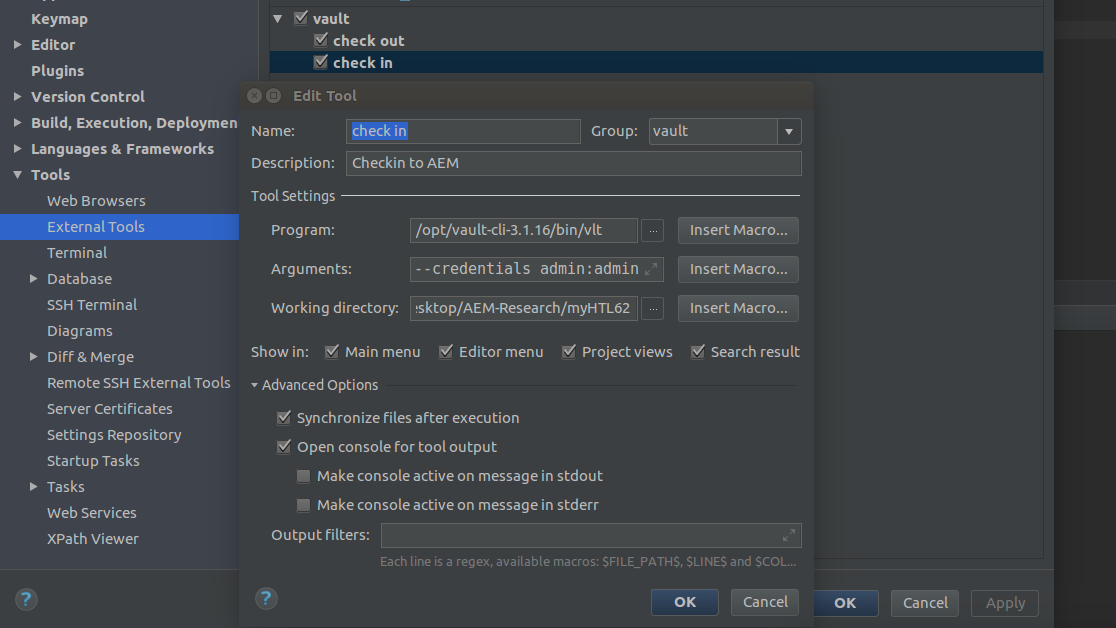 Keymap
Editor
Plugins
Version Control
Build, Execution, Deploymen
Languages & Frameworks
Tools
Web Browsers
External Tools
Terminal
Database
SSH Terminal
Diagrams
Diff & Merge
Remote SSH External Tools
Server Certificates
Settings Repository
Startup Tasks
Tasks
Web Services
XPath Viewer
?
vault
check out
check in
Edit Tool
Name: check in Group: vault
Description: Checkin to AEM
Tool Settings
Program: /opt/vault-cli-3.1.16/bin/vlt ... Insert Macro...
Arguments: --credentials admin:admin Insert Macro...
Working directory: esktop/AEM-Research/myHTL62 ... Insert Macro...
Show in: Main menu Editor menu Project views Search result
Advanced Options
Synchronize files after execution
Open console for tool output
Make console active on message in stdout
Make console active on message in stderr
Output filters:
Each line is a regex, available macros: $FILE_PATH$, $LINE$ and $COL...
? OK Cancel
OK Cancel Apply